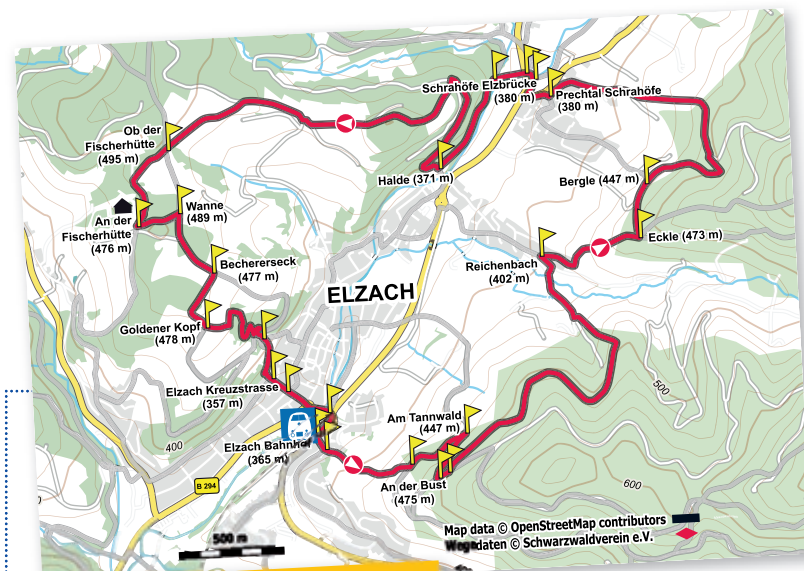 Schrahöfe Elzbrücke
(380 m)
Prechtal Schrahöfe
(380 m)
Ob der
Fischerhütte
(495 m)
Halde (371 m)
Bergle (447 m)
Wanne
(489 m)
An der
Fischerhütte
(476 m)
Eckle (473 m)
Bechererseck
(477 m)
Reichenbach
(402 m)
ELZACH
Goldener Kopf
(478 m)
Elzach Kreuzstrasse
(357 m)
500
Am Tannwald
(447 m)
400
Elzach Bahnhof
(365 m)
An der Bust
(475 m)
B 294
600
500 m
Map data © OpenStreetMap contributors
Wegedaten © Schwarzwaldverein e.V.